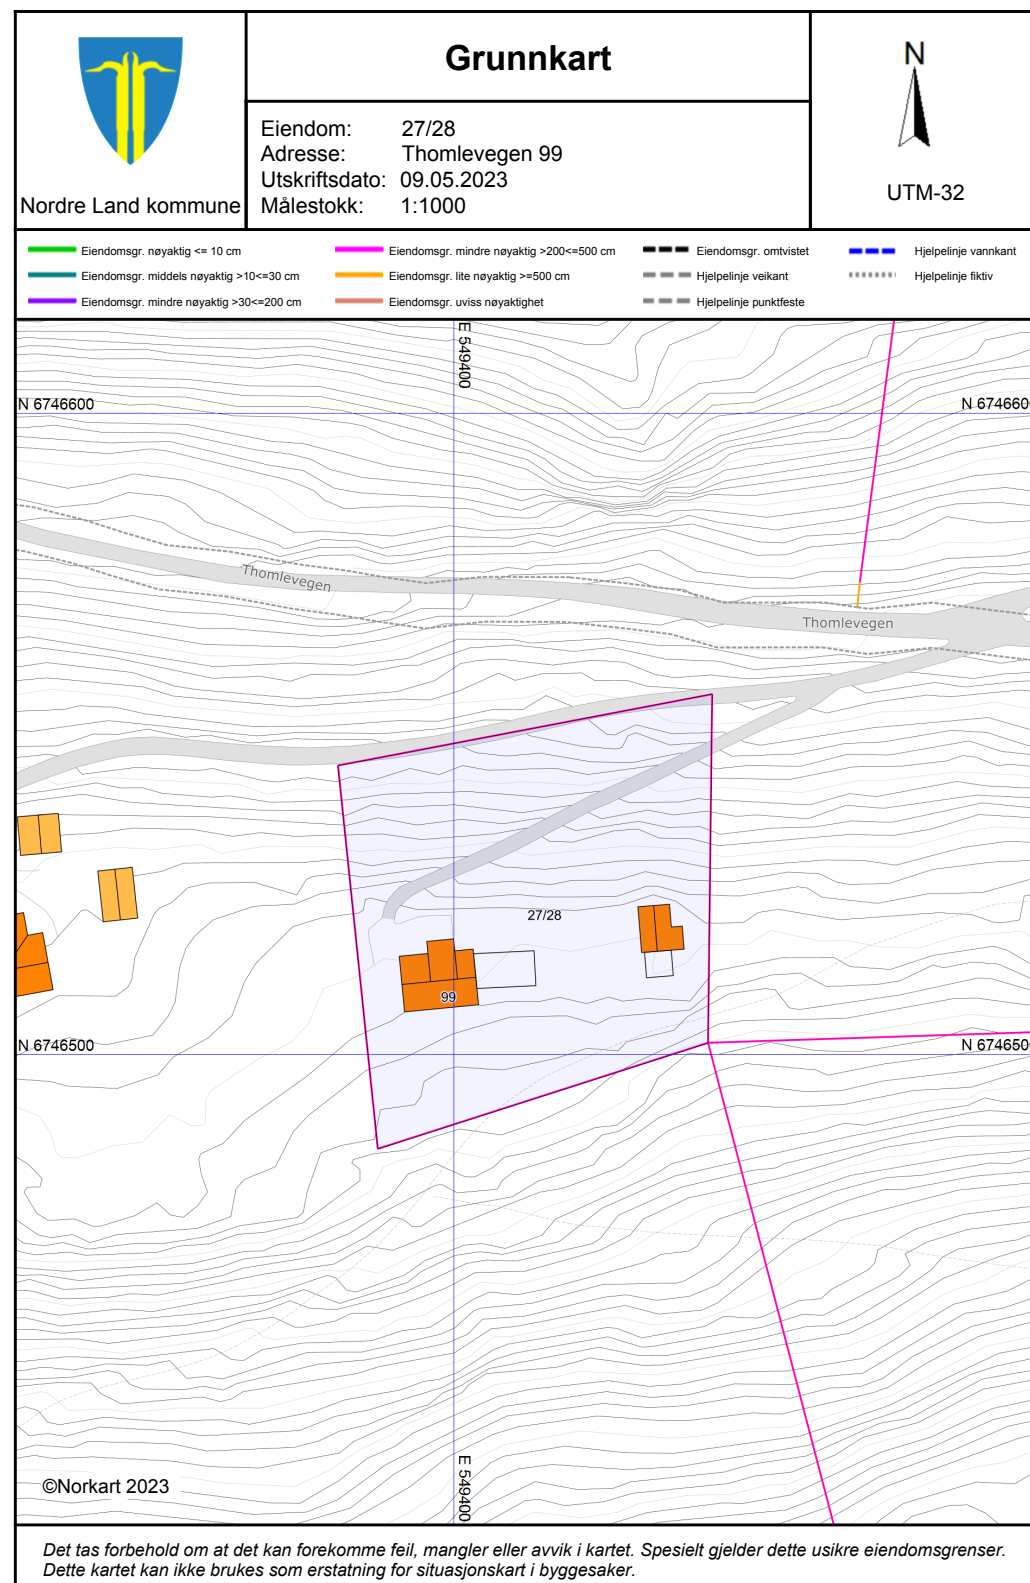 Grunnkart
Eiendom: 27/28
Adresse: Thomlevegen 99
Utskriftsdato: 09.05.2023
Målestokk: 1:1000
Nordre Land kommune
N
UTM-32
Eiendomsgr. nøyaktig <= 10 cm
Eiendomsgr. middels nøyaktig >10<=30 cm
Eiendomsgr. mindre nøyaktig >30<=200 cm
Eiendomsgr. mindre nøyaktig >200<=500 cm
Eiendomsgr. lite nøyaktig >=500 cm
Eiendomsgr. uviss nøyaktighet
Eiendomsgr. omtvistet
Hjelpelinje veikant
Hjelpelinje punktfeste
Hjelpelinje vannkant
Hjelpelinje fiktiv
E 549400
N 6746600
N 674660
Thomlevegen
Thomlevegen
27/28
99
N 6746500
N 674650
E 549400
©Norkart 2023
Det tas forbehold om at det kan forekomme feil, mangler eller avvik i kartet. Spesielt gjelder dette usikre eiendomsgrenser.
Dette kartet kan ikke brukes som erstatning for situasjonskart i byggesaker.